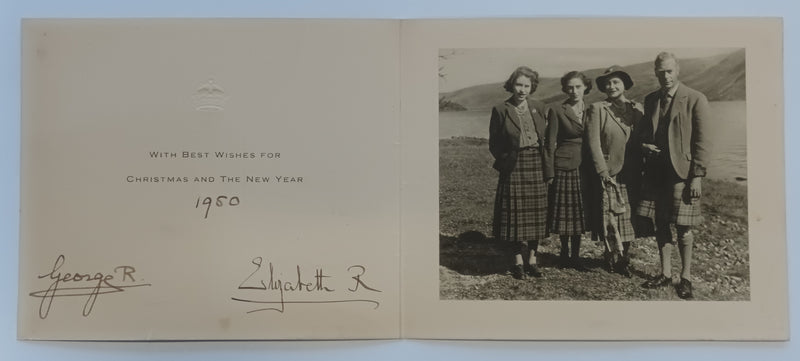 With Best Wishes for
Christmas and The New Year
1950
George R.
Elizabeth R